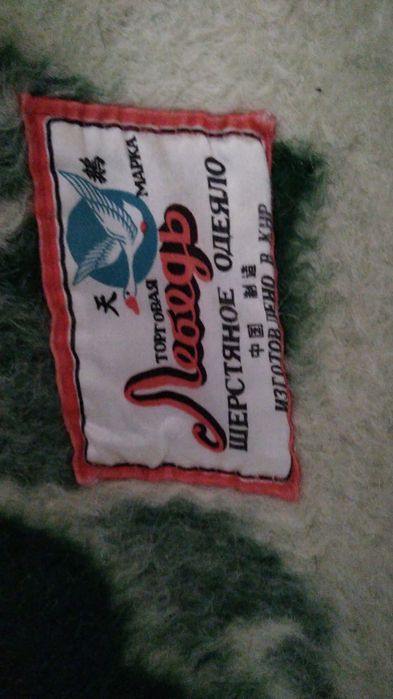 天 鹅
ТОРГОВАЯ МАРКА
Лебедь
ШЕРСТЯНОЕ ОДЕЯЛО
中国 制造
ИЗГОТОВЛЕНО В КНР